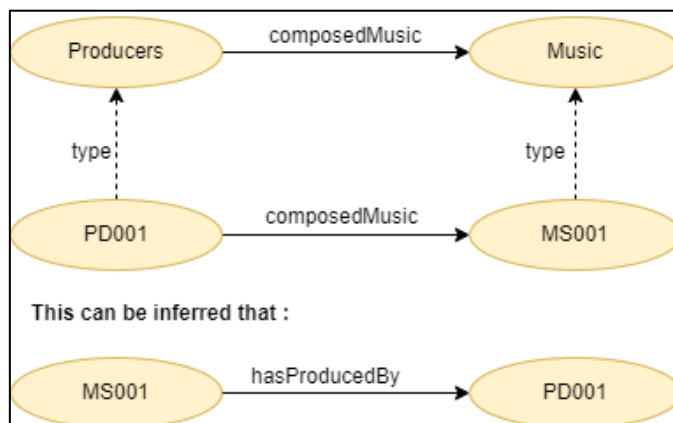 composedMusic
Producers Music
type type
composedMusic
PD001 MS001
This can be inferred that :
hasProducedBy
MS001 PD001